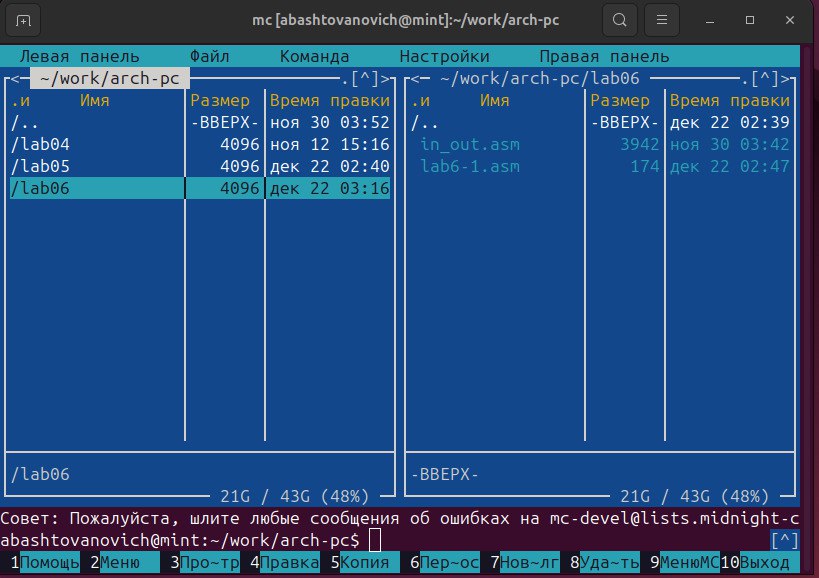 mc [abashtovanovich@mint]:~/work/arch-pc
Левая панель Файл Команда Настройки Правая панель
<- ~/work/arch-pc .[^]> <- ~/work/arch-pc/lab06 .[^]>
.и Имя Размер Время правки .и Имя Размер Время правки
/.. -ВВЕРХ- ноя 30 03:52 /.. -ВВЕРХ- дек 22 02:39
/lab04 4096 ноя 12 15:16 in_out.asm 3942 ноя 30 03:42
/lab05 4096 дек 22 02:40 lab6-1.asm 174 дек 22 02:47
/lab06 4096 дек 22 03:16
/lab06 -ВВЕРХ-
21G / 43G (48%) 21G / 43G (48%)
Совет: Пожалуйста, шлите любые сообщения об ошибках на mc-devel@lists.midnight-c
abashtovanovich@mint:~/work/arch-pc$ [^]
1Помощь 2Меню 3Про~тр 4Правка 5Копия 6Пер~ос 7Нов~лг 8Уда~ть 9МенюMC 10Выход